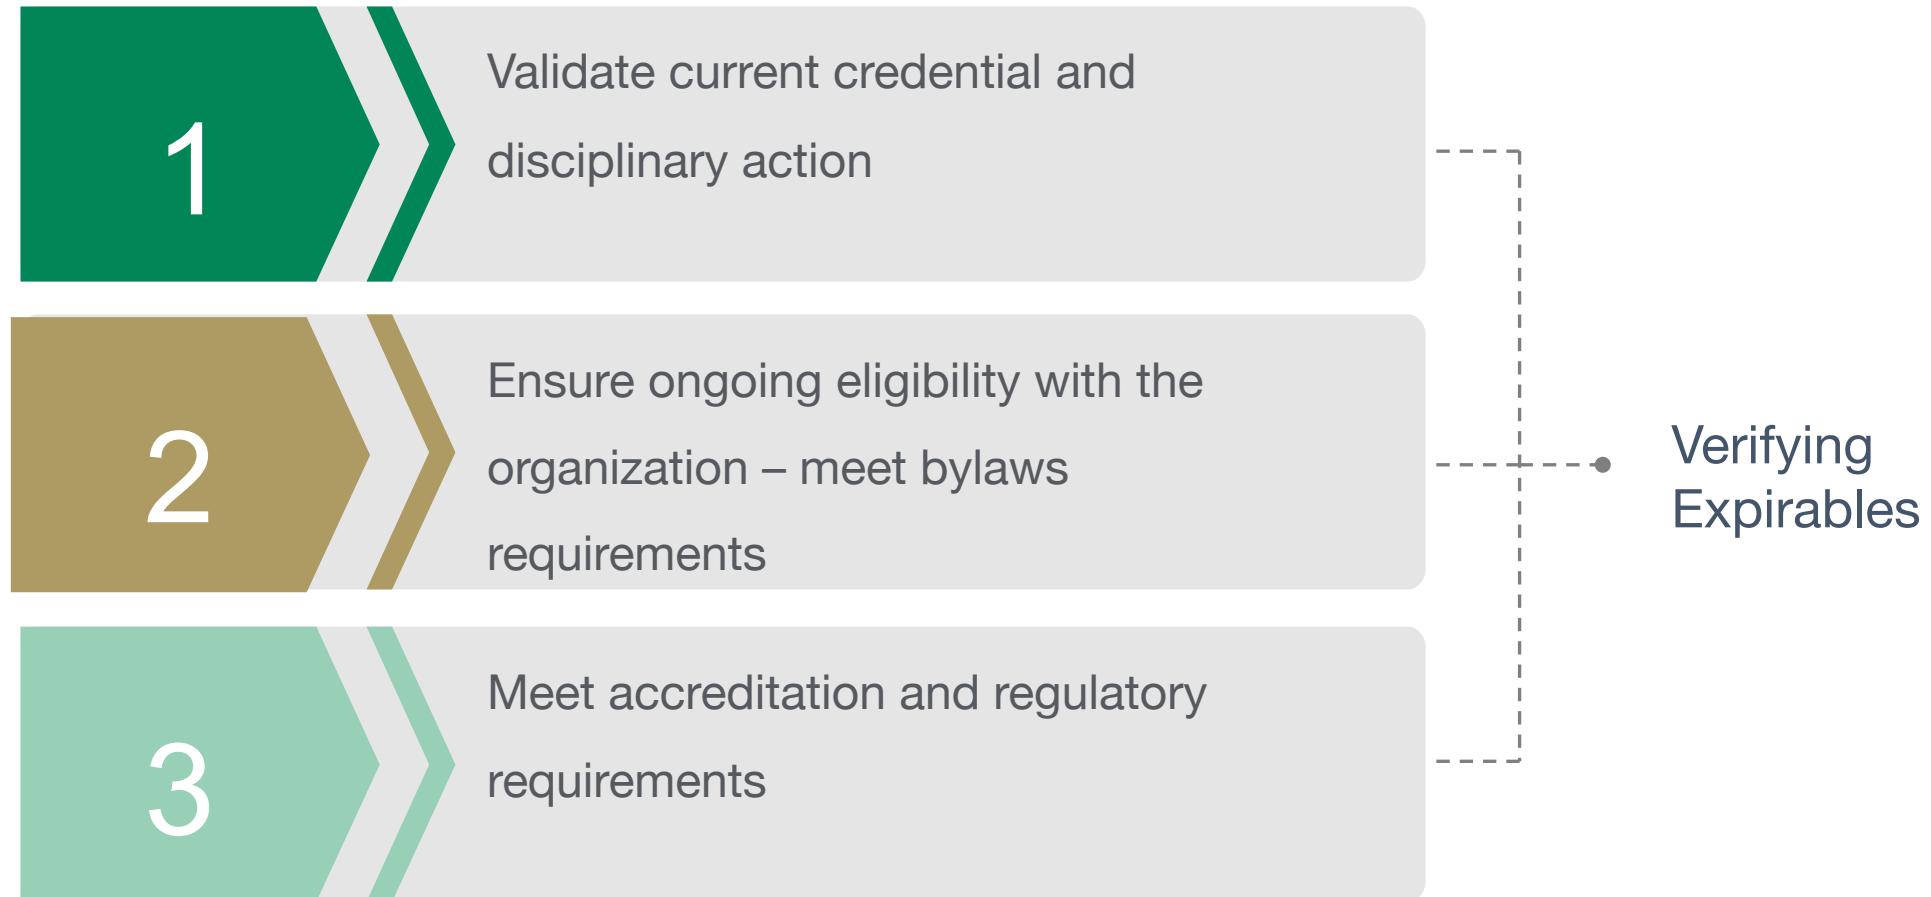 1
Validate current credential and
disciplinary action
2
Ensure ongoing eligibility with the
organization – meet bylaws
requirements
3
Meet accreditation and regulatory
requirements
Verifying
Expirables